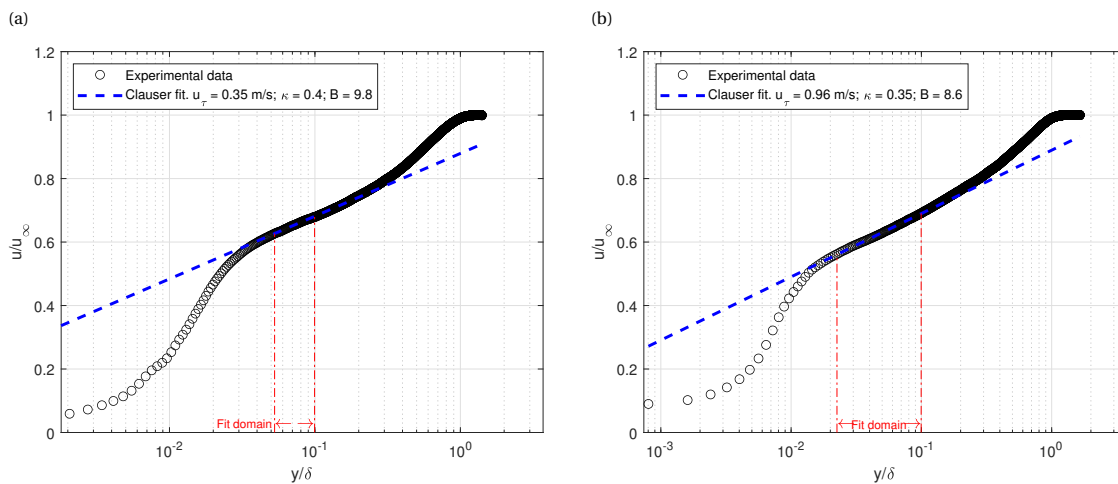 (a)
1.2
1
0.8
0.6
0.4
0.2
0
u/u∞
Experimental data
Clauser fit. uτ = 0.35 m/s; κ = 0.4; B = 9.8
Fit domain
10⁻²
10⁻¹
10⁰
y/δ
(b)
1.2
1
0.8
0.6
0.4
0.2
0
u/u∞
Experimental data
Clauser fit. uτ = 0.96 m/s; κ = 0.35; B = 8.6
Fit domain
10⁻³
10⁻²
10⁻¹
10⁰
y/δ